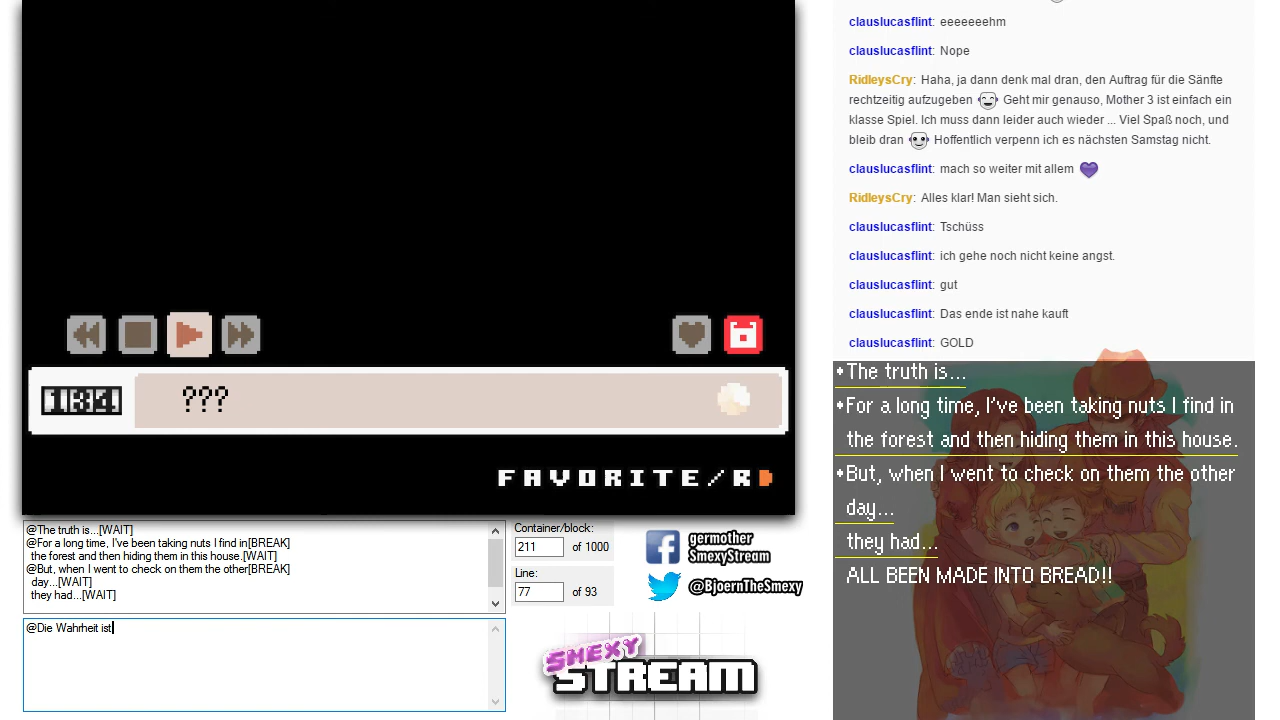 clauslucasflint: eeeeeeehm
clauslucasflint: Nope
RidleysCry: Haha, ja dann denk mal dran, den Auftrag für die Sänfte
rechtzeitig aufzugeben Geht mir genauso, Mother 3 ist einfach ein
klasse Spiel. Ich muss dann leider auch wieder ... Viel Spaß noch, und
bleib dran Hoffentlich verpenn ich es nächsten Samstag nicht.
clauslucasflint: mach so weiter mit allem
RidleysCry: Alles klar! Man sieht sich.
clauslucasflint: Tschüss
clauslucasflint: ich gehe noch nicht keine angst.
clauslucasflint: gut
clauslucasflint: Das ende ist nahe kauft
clauslucasflint: GOLD
???
FAVORITE/R
@The truth is...[WAIT]
@For a long time, I've been taking nuts I find in[BREAK]
the forest and then hiding them in this house.[WAIT]
@But, when I went to check on them the other[BREAK]
day...[WAIT]
they had...[WAIT]
@Die Wahrheit ist
Container/block:
211 of 1000
Line:
77 of 93
germother
SmexyStream
@BjoernTheSmexy
SMEXY
STREAM
•The truth is...
•For a long time, I've been taking nuts I find in
the forest and then hiding them in this house.
•But, when I went to check on them the other
day...
they had...
ALL BEEN MADE INTO BREAD!!